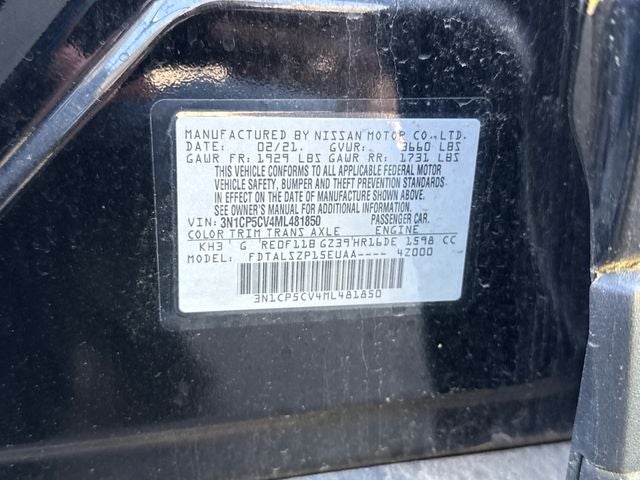 MANUFACTURED BY NISSAN MOTOR CO., LTD.
DATE: 02/21. GVWR: 3660 LBS
GAWR FR: 1929 LBS GAWR RR: 1731 LBS
THIS VEHICLE CONFORMS TO ALL APPLICABLE FEDERAL MOTOR
VEHICLE SAFETY, BUMPER AND THEFT PREVENTION STANDARDS
IN EFFECT ON THE DATE OF MANUFACTURE SHOWN ABOVE.
SEE OWNER'S MANUAL FOR ADDITIONAL INFORMATION.
VIN: 3N1CP5CV4ML481850 PASSENGER CAR.
COLOR TRIM TRANS AXLE ENGINE
KH3 G RE0F11B GZ39 HR16DE 1598 CC
FDTALSZP15EUAA---- 4Z000
3N1CP5CV4ML481850